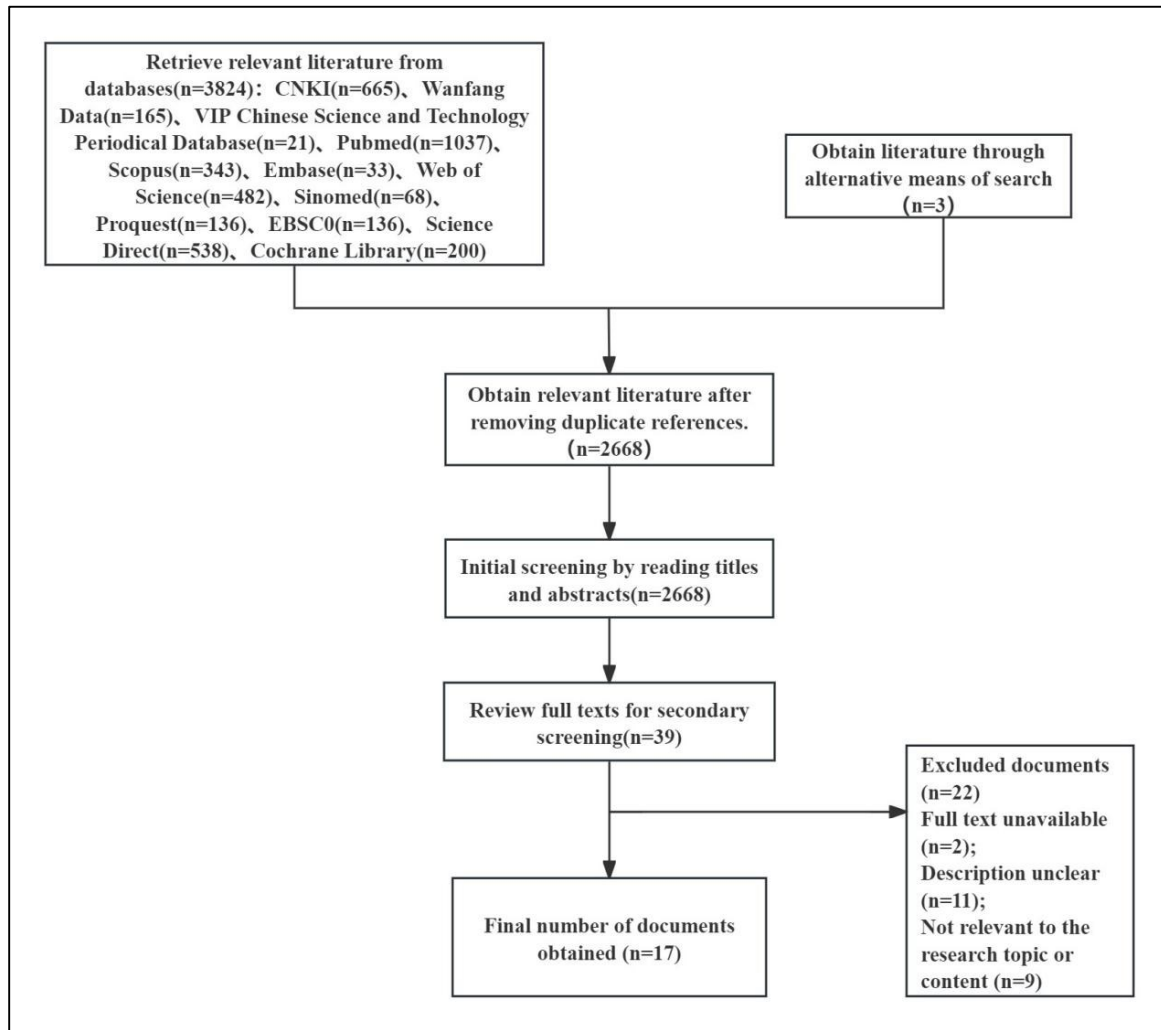 Retrieve relevant literature from
databases(n=3824)：CNKI(n=665)、Wanfang
Data(n=165)、VIP Chinese Science and Technology
Periodical Database(n=21)、Pubmed(n=1037)、
Scopus(n=343)、Embase(n=33)、Web of
Science(n=482)、Sinomed(n=68)、
Proquest(n=136)、EBSC0(n=136)、Science
Direct(n=538)、Cochrane Library(n=200)
Obtain literature through
alternative means of search
（n=3）
Obtain relevant literature after
removing duplicate references.
（n=2668）
Initial screening by reading titles
and abstracts(n=2668)
Review full texts for secondary
screening(n=39)
Excluded documents
(n=22)
Full text unavailable
(n=2);
Description unclear
(n=11);
Not relevant to the
research topic or
content (n=9)
Final number of documents
obtained (n=17)